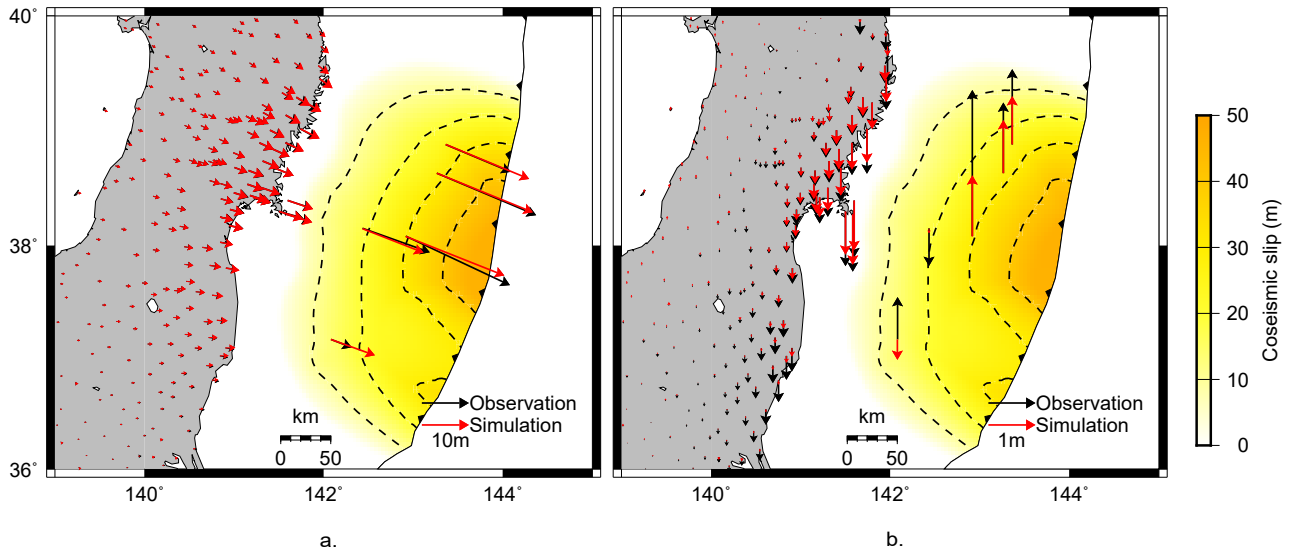 40˚
38˚
36˚
140˚
142˚
144˚
km
0
50
Observation
Simulation
10m
a.
140˚
142˚
144˚
km
0
50
Observation
Simulation
1m
b.
50
40
30
20
10
0
Coseismic slip (m)